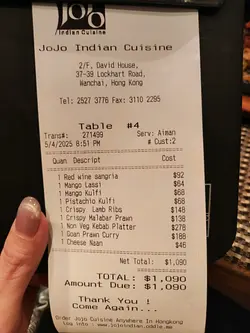 JoJo
Indian Cuisine
JoJo Indian Cuisine
2/F, David House,
37-39 Lockhart Road,
Wanchai, Hong Kong
Tel: 2527 3776 Fax: 3110 2295
Table #4
Trans#: 271499 Serv: Aiman
5/4/2025 8:51 PM # Cust:2
Quan Descript Cost
1 Red wine sangria $92
1 Mango Lassi $64
1 Mango Kulfi $68
1 Pistachio Kulfi $68
1 Crispy Lamb Ribs $148
1 Crispy Malabar Prawn $138
1 Non Veg Kebab Platter $278
1 Goan Prawn Curry $188
1 Cheese Naan $46
Net Total: $1,090
TOTAL: $1,090
Amount Due: $1,090
Thank You !
Come Again...
Order JoJo Cuisine Anywhere In Hongkong
Log into : www.jojoindian.oddle.me